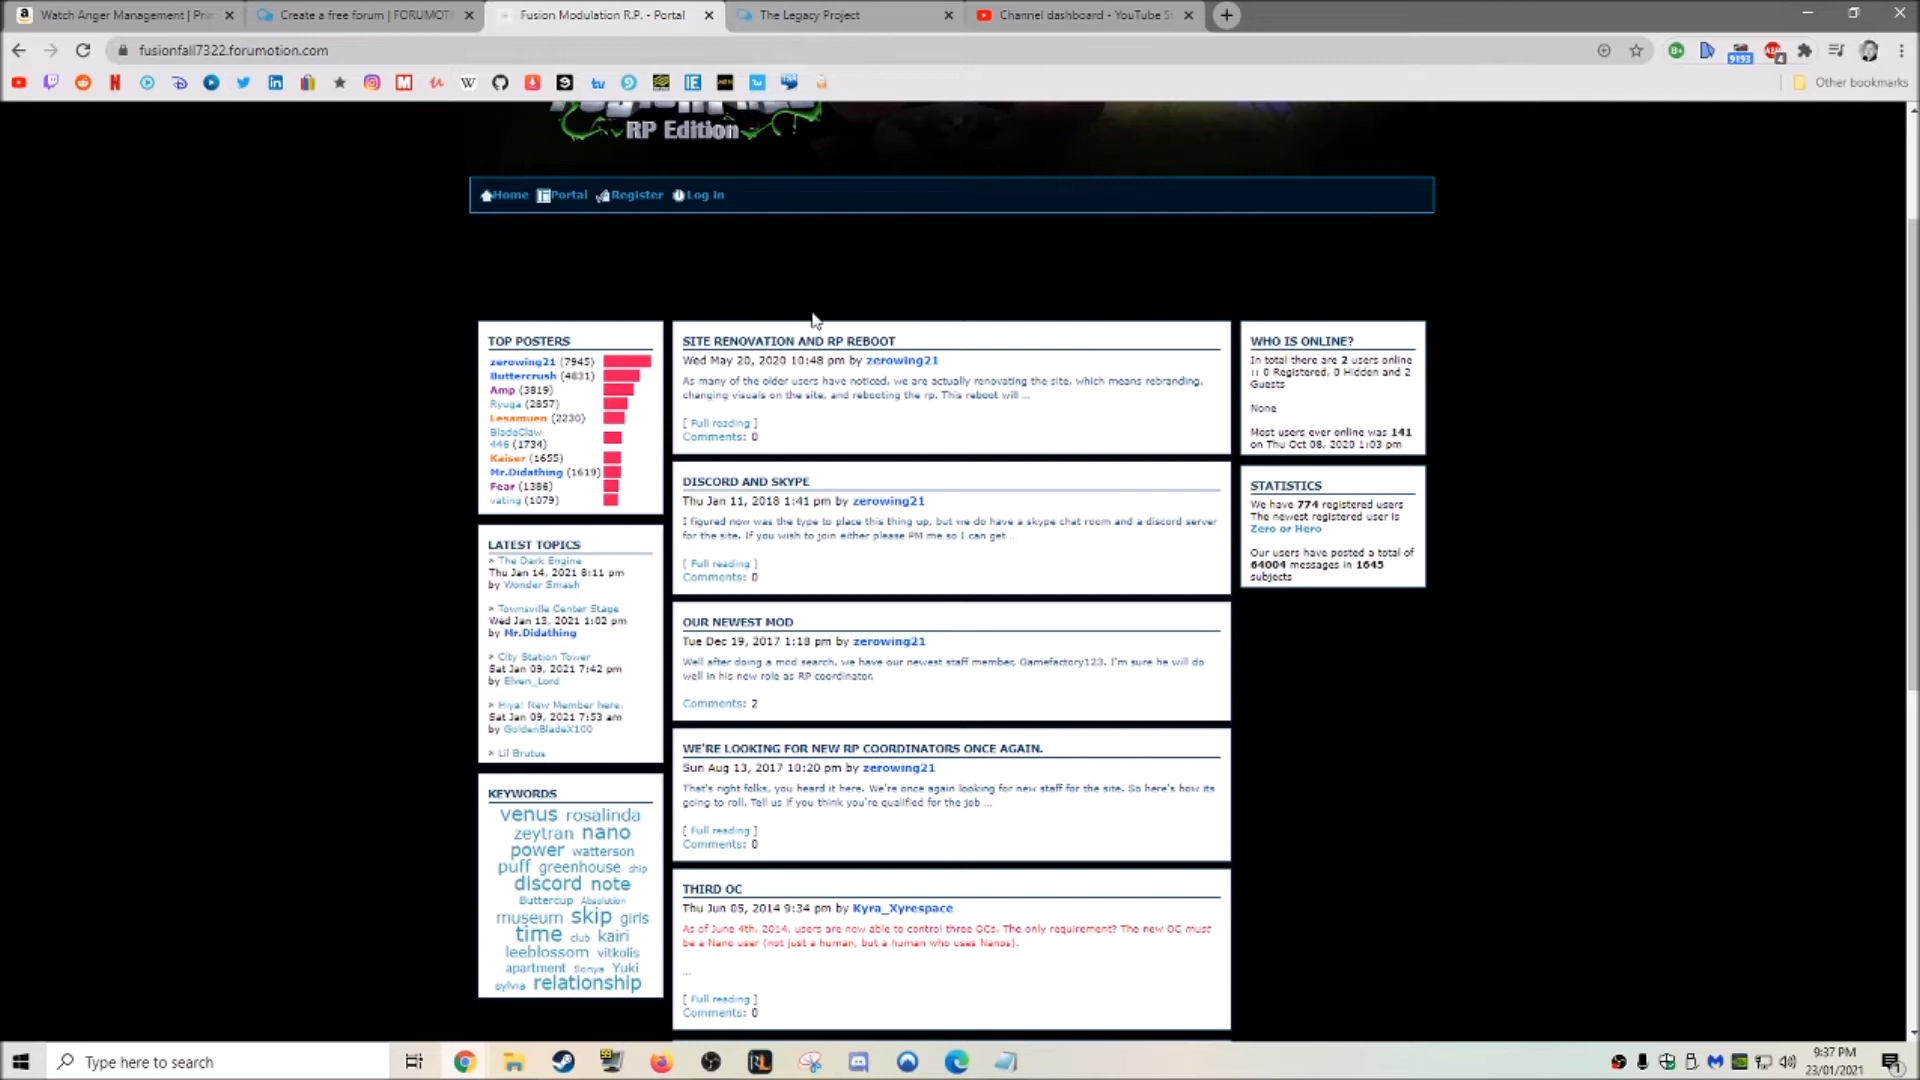 Watch Anger Management | Prim
Create a free forum | FORUMOTI
Fusion Modulation R.P. - Portal
The Legacy Project
Channel dashboard - YouTube St
fusionfall7322.forumotion.com
9193
4
Other bookmarks
RP Edition
Home Portal Register Log in
TOP POSTERS
zerowing21 (7945)
Buttercrush (4831)
Amp (3819)
Ryuga (2857)
Lesamuen (2230)
BladeClaw
446 (1734)
Kaiser (1655)
Mr.Didathing (1619)
Fear (1386)
vating (1079)
LATEST TOPICS
» The Dark Engine
Thu Jan 14, 2021 8:11 pm
by Wonder Smash
» Townsville Center Stage
Wed Jan 13, 2021 1:02 pm
by Mr.Didathing
» City Station Tower
Sat Jan 09, 2021 7:42 pm
by Elven_Lord
» Hiya! New Member here.
Sat Jan 09, 2021 7:53 am
by GoldenBladeX100
» Lil Brutus
KEYWORDS
venus rosalinda
zeytran nano
power watterson
puff greenhouse ship
discord note
Buttercup Absolution
museum skip girls
time club kairi
leeblossom vitkolis
apartment Sonya Yuki
sylvia relationship
SITE RENOVATION AND RP REBOOT
Wed May 20, 2020 10:48 pm by zerowing21
As many of the older users have noticed, we are actually renovating the site, which means rebranding,
changing visuals on the site, and rebooting the rp. This reboot will ...
[ Full reading ]
Comments: 0
DISCORD AND SKYPE
Thu Jan 11, 2018 1:41 pm by zerowing21
I figured now was the type to place this thing up, but we do have a skype chat room and a discord server
for the site. If you wish to join either please PM me so I can get ...
[ Full reading ]
Comments: 0
OUR NEWEST MOD
Tue Dec 19, 2017 1:18 pm by zerowing21
Well after doing a mod search, we have our newest staff member, Gamefactory123. I'm sure he will do
well in his new role as RP coordinator.
Comments: 2
WE'RE LOOKING FOR NEW RP COORDINATORS ONCE AGAIN.
Sun Aug 13, 2017 10:20 pm by zerowing21
That's right folks, you heard it here. We're once again looking for new staff for the site. So here's how its
going to roll. Tell us if you think you're qualified for the job ...
[ Full reading ]
Comments: 0
THIRD OC
Thu Jun 05, 2014 9:34 pm by Kyra_Xyrespace
As of June 4th, 2014, users are now able to control three OCs. The only requirement? The new OC must
be a Nano user (not just a human, but a human who uses Nanos).
...
[ Full reading ]
Comments: 0
WHO IS ONLINE?
In total there are 2 users online
:: 0 Registered, 0 Hidden and 2
Guests
None
Most users ever online was 141
on Thu Oct 08, 2020 1:03 pm
STATISTICS
We have 774 registered users
The newest registered user is
Zero or Hero
Our users have posted a total of
64004 messages in 1645
subjects
Type here to search
9:37 PM
23/01/2021